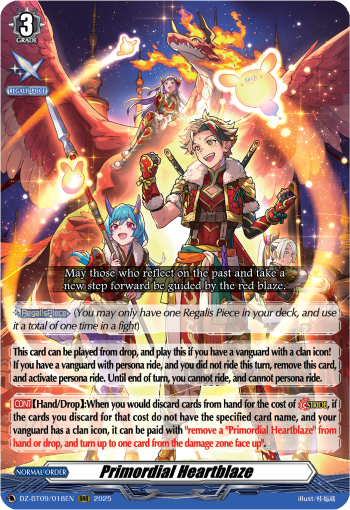 3
GRADE
REGALIS PIECE
May those who reflect on the past and take a
new step forward be guided by the red blaze.
RegalisPiece (You may only have one Regalis Piece in your deck, and use
it a total of one time in a fight)
This card can be played from drop, and play this if you have a vanguard with a clan icon!
If you have a vanguard with persona ride, and you did not ride this turn, remove this card,
and activate persona ride. Until end of turn, you cannot ride, and cannot persona ride.
CONT【Hand/Drop】:When you would discard cards from hand for the cost of STRIDE, if
the cards you discard for that cost do not have the specified card name, and your
vanguard has a clan icon, it can be paid with "remove a "Primordial Heartblaze" from
hand or drop, and turn up to one card from the damage zone face up".
NORMAL ORDER
Primordial Heartblaze
DZ-BT09/018EN RRR 2025
illust/桂福蔵